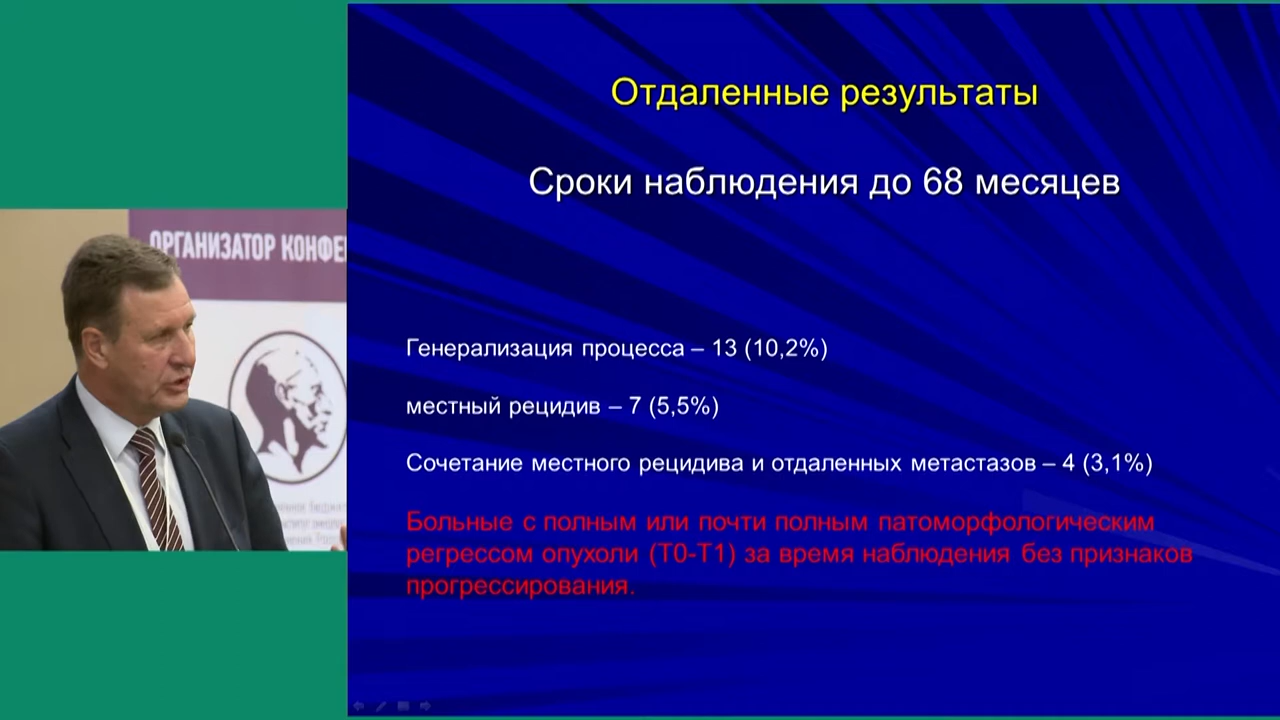 Отдаленные результаты
Сроки наблюдения до 68 месяцев
ОРГАНИЗАТОР
Генерализация процесса – 13 (10,2%)
местный рецидив – 7 (5,5%)
Сочетание местного рецидива и отдаленных метастазов – 4 (3,1%)
Больные с полным или почти полным патоморфологическим
регрессом опухоли (Т0-Т1) за время наблюдения без признаков
прогрессирования.